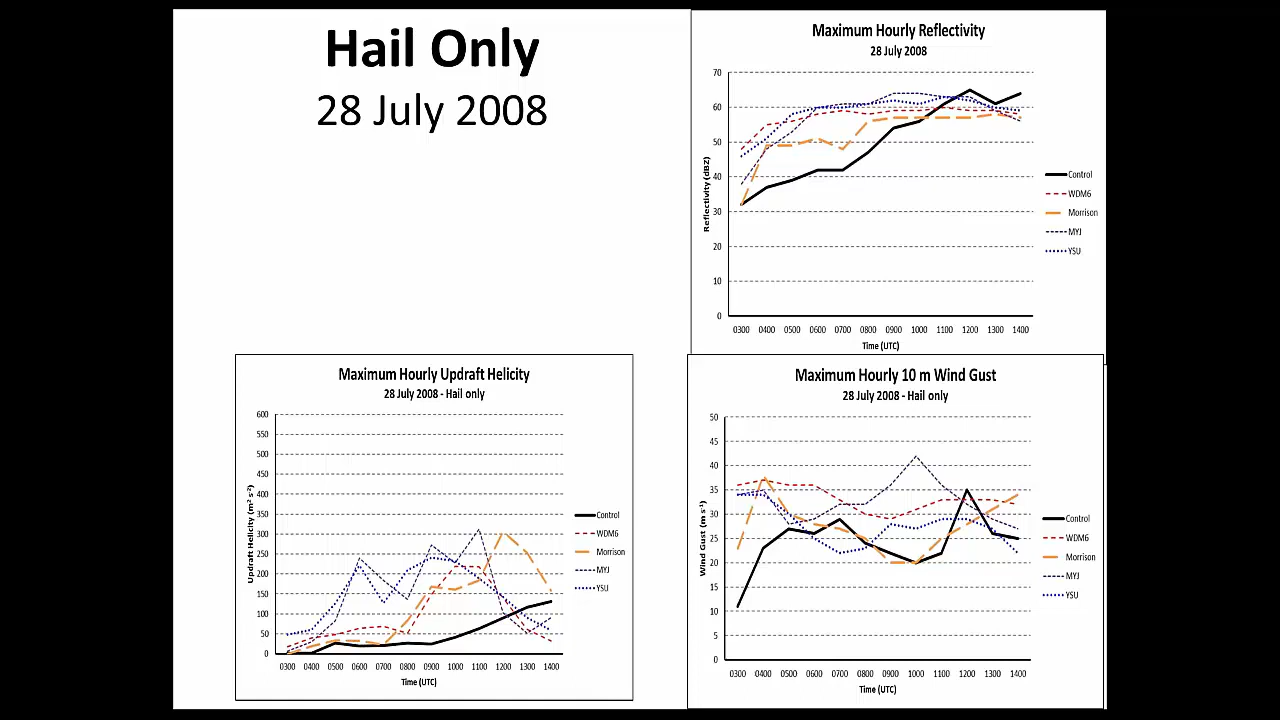 Hail Only
28 July 2008
Maximum Hourly Reflectivity
28 July 2008
Reflectivity (dBZ)
70
60
50
40
30
20
10
0
0300 0400 0500 0600 0700 0800 0900 1000 1100 1200 1300 1400
Time (UTC)
Control
WDM6
Morrison
MYJ
YSU
Maximum Hourly Updraft Helicity
28 July 2008 - Hail only
Updraft Helicity (m² s⁻²)
600
550
500
450
400
350
300
250
200
150
100
50
0
0300 0400 0500 0600 0700 0800 0900 1000 1100 1200 1300 1400
Time (UTC)
Control
WDM6
Morrison
MYJ
YSU
Maximum Hourly 10 m Wind Gust
28 July 2008 - Hail only
Wind Gust (m s⁻¹)
50
45
40
35
30
25
20
15
10
5
0
0300 0400 0500 0600 0700 0800 0900 1000 1100 1200 1300 1400
Time (UTC)
Control
WDM6
Morrison
MYJ
YSU